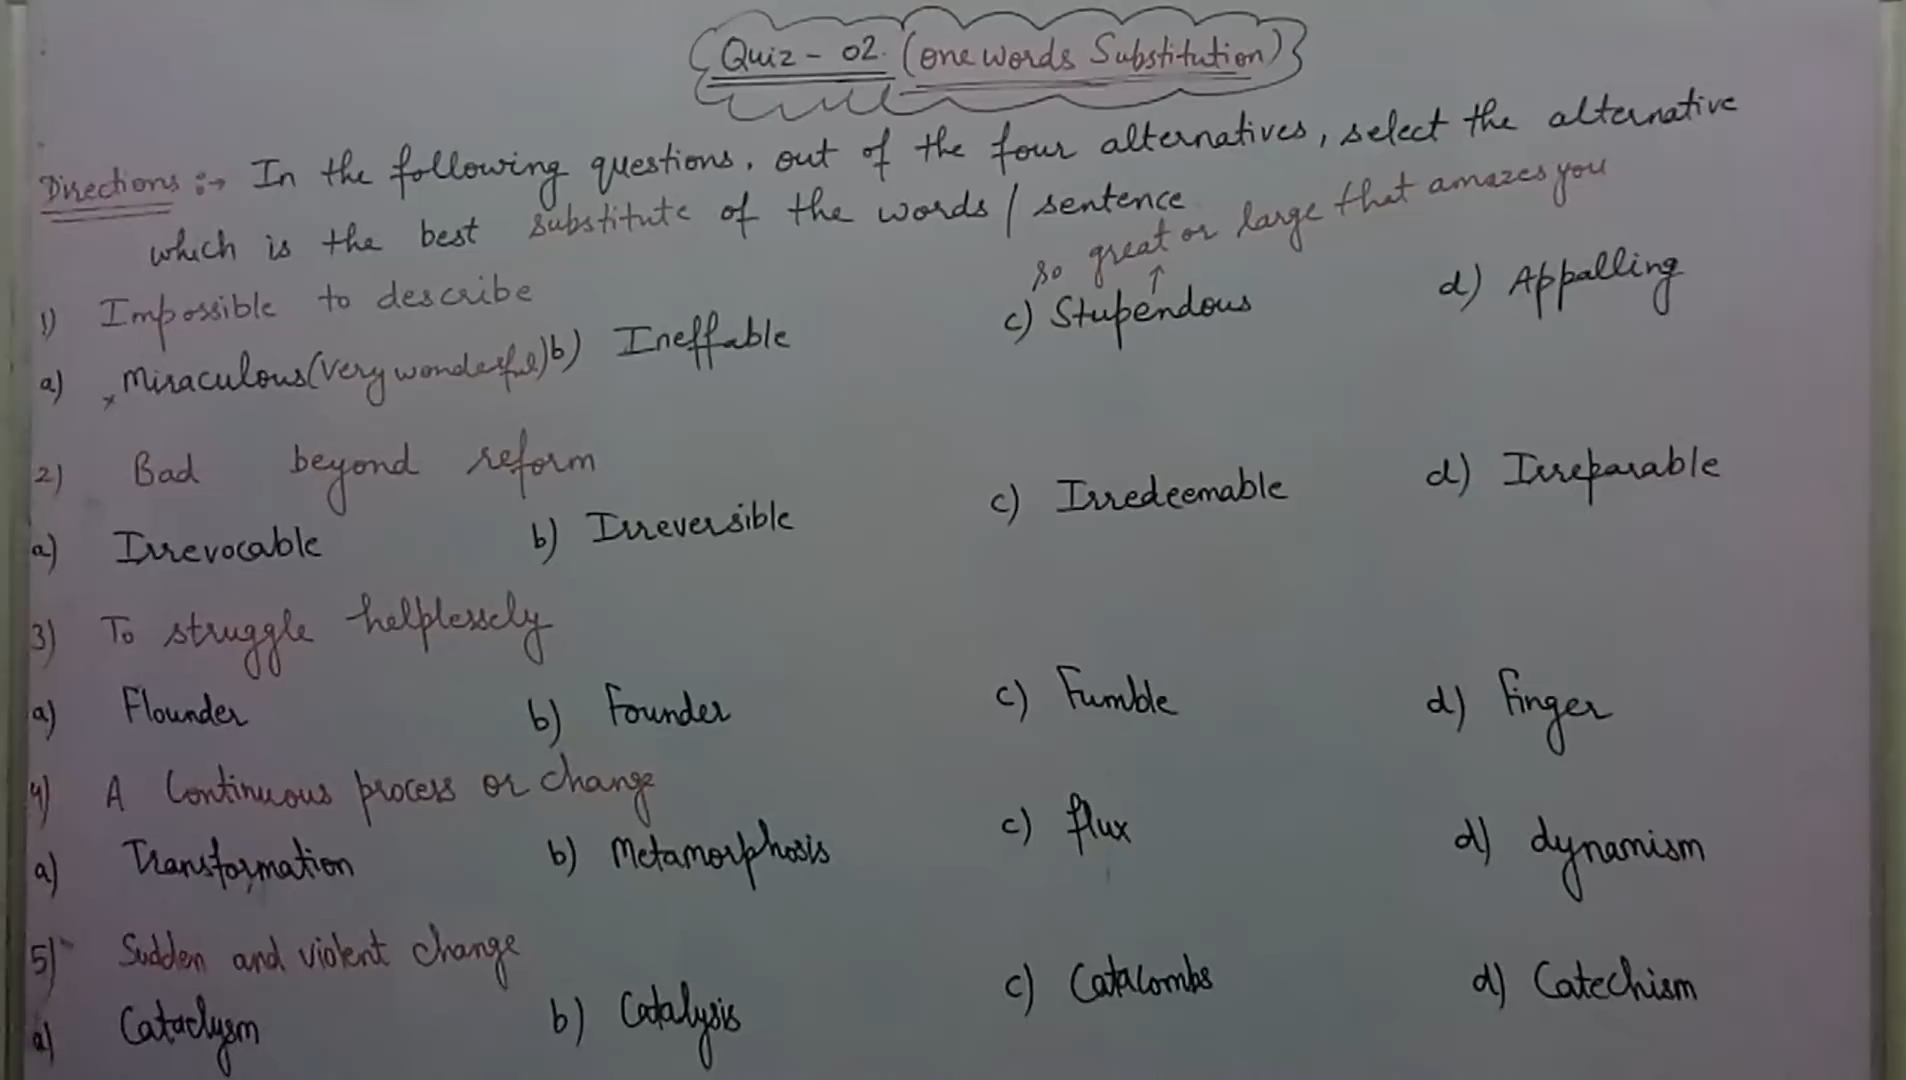 Quiz - 02. (one words Substitution)
Directions :→ In the following questions, out of the four alternatives, select the alternative
which is the best substitute of the words / sentence
so great or large that amazes you
↑
1) Impossible to describe
a) × Miraculous (very wonderful) b) Ineffable c) Stupendous d) Appalling
2) Bad beyond reform
a) Irrevocable b) Irreversible c) Irredeemable d) Irreparable
3) To struggle helplessly
a) Flounder b) Founder c) Fumble d) Finger
4) A Continuous process or change
a) Transformation b) Metamorphosis c) flux d) dynamism
5) Sudden and violent change
a) Cataclysm b) Catalysis c) Catacombs d) Catechism